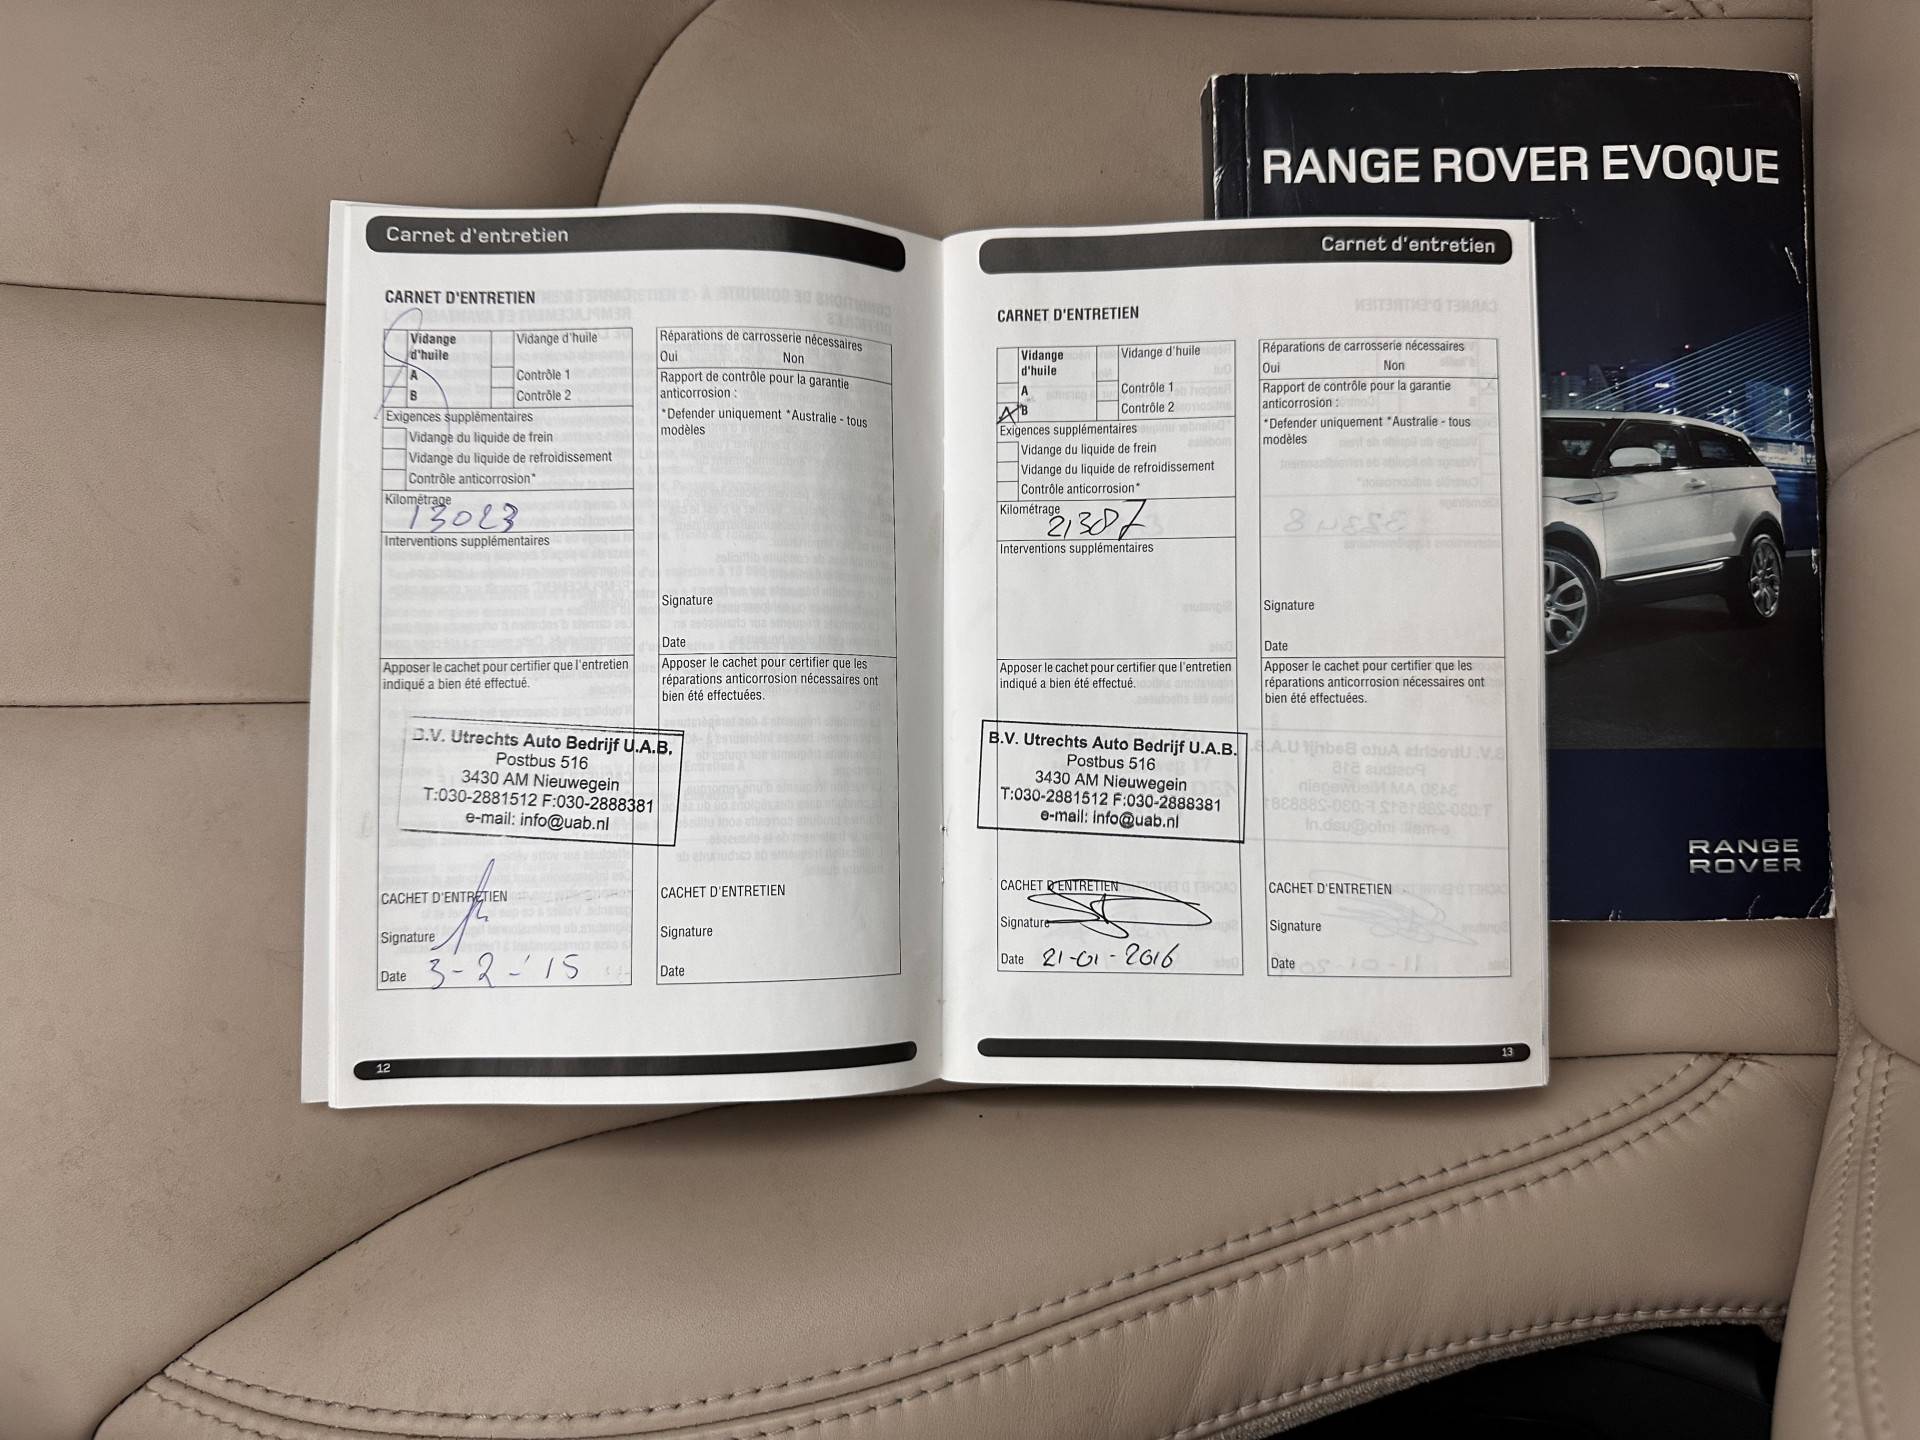 Carnet d'entretien
CARNET D'ENTRETIEN
Vidange d'huile
A
B
Vidange d'huile
Contrôle 1
Contrôle 2
Exigences supplémentaires
Vidange du liquide de frein
Vidange du liquide de refroidissement
Contrôle anticorrosion*
Kilométrage
13023
Interventions supplémentaires
Apposer le cachet pour certifier que l'entretien
indiqué a bien été effectué.
B.V. Utrechts Auto Bedrijf U.A.B.
Postbus 516
3430 AM Nieuwegein
T:030-2881512 F:030-2888381
e-mail: info@uab.nl
CACHET D'ENTRETIEN
Signature
Date 3-2-'15
Réparations de carrosserie nécessaires
Oui Non
Rapport de contrôle pour la garantie
anticorrosion :
*Defender uniquement *Australie - tous
modèles
Signature
Date
Apposer le cachet pour certifier que les
réparations anticorrosion nécessaires ont
bien été effectuées.
CACHET D'ENTRETIEN
Signature
Date
12
Carnet d'entretien
CARNET D'ENTRETIEN
Vidange d'huile
A
B
Vidange d'huile
Contrôle 1
Contrôle 2
Exigences supplémentaires
Vidange du liquide de frein
Vidange du liquide de refroidissement
Contrôle anticorrosion*
Kilométrage
21387
Interventions supplémentaires
Apposer le cachet pour certifier que l'entretien
indiqué a bien été effectué.
B.V. Utrechts Auto Bedrijf U.A.B.
Postbus 516
3430 AM Nieuwegein
T:030-2881512 F:030-2888381
e-mail: info@uab.nl
CACHET D'ENTRETIEN
Signature
Date 21-01-2016
Réparations de carrosserie nécessaires
Oui Non
Rapport de contrôle pour la garantie
anticorrosion :
*Defender uniquement *Australie - tous
modèles
Signature
Date
Apposer le cachet pour certifier que les
réparations anticorrosion nécessaires ont
bien été effectuées.
CACHET D'ENTRETIEN
Signature
Date
13
RANGE ROVER EVOQUE
RANGE
ROVER